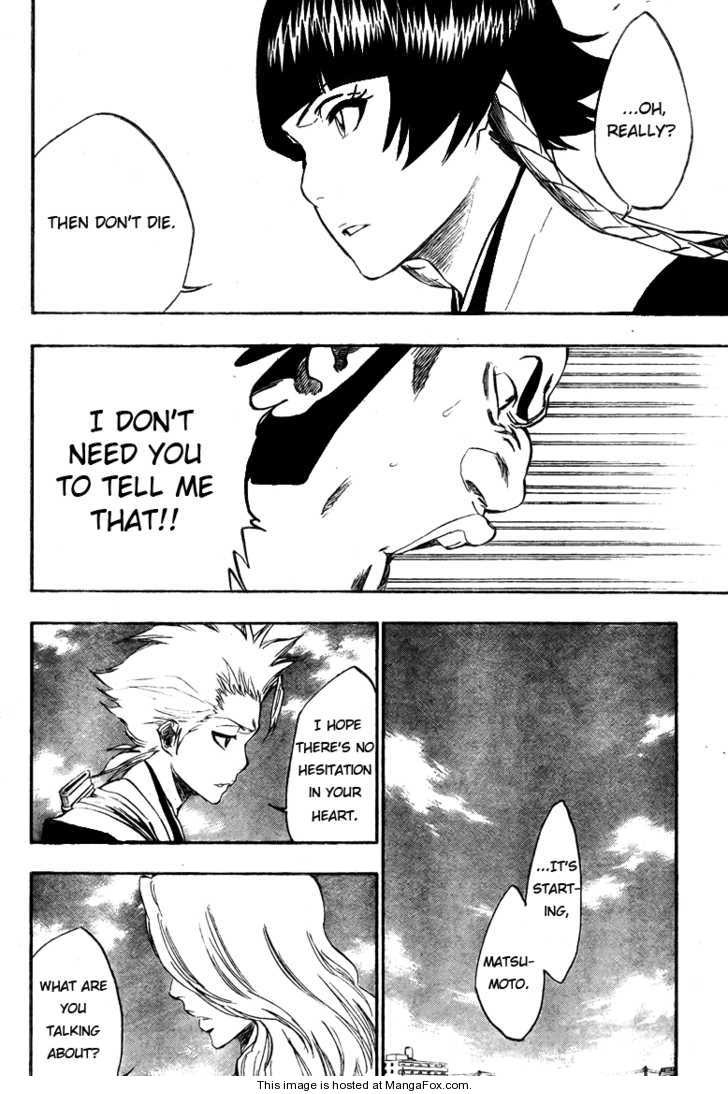 ...OH,
REALLY?
THEN DON'T DIE.
I DON'T
NEED YOU
TO TELL ME
THAT!!
...IT'S
START-
ING,
MATSU-
MOTO.
I HOPE
THERE'S NO
HESITATION
IN YOUR
HEART.
WHAT ARE
YOU
TALKING
ABOUT?
This image is hosted at MangaFox.com.